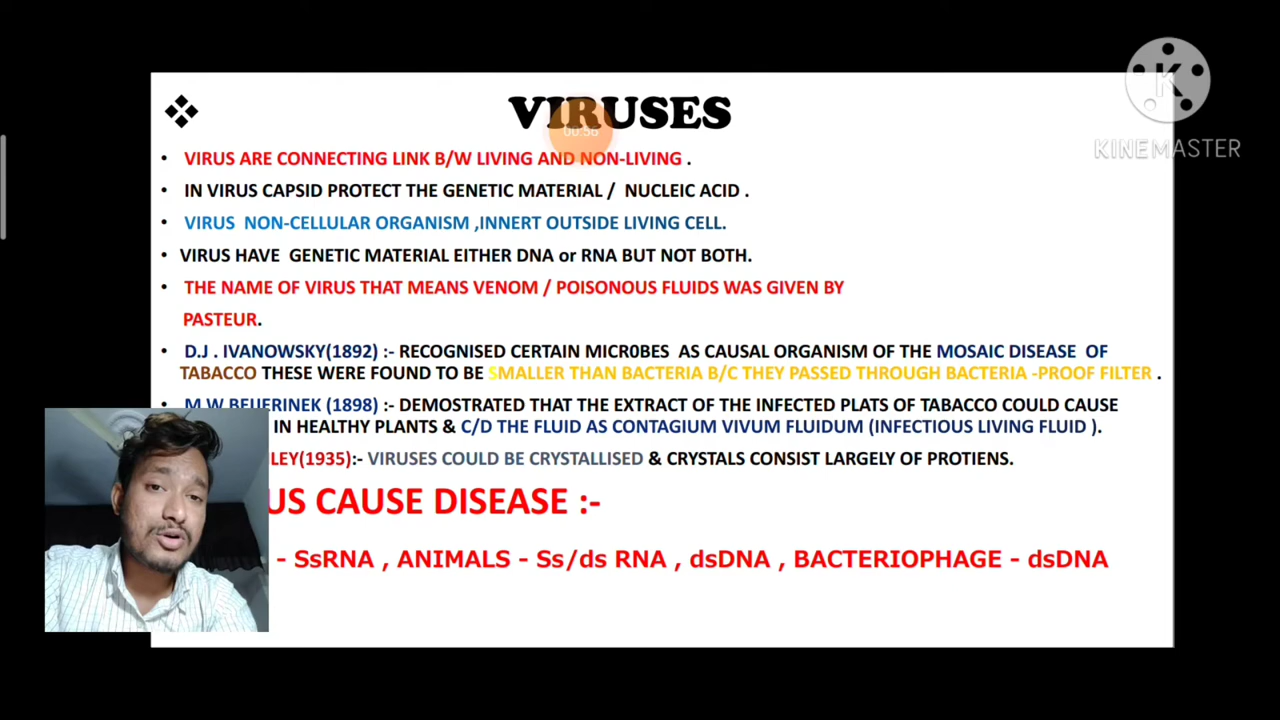 ❖ VIRUSES
00:58
KINEMASTER
• VIRUS ARE CONNECTING LINK B/W LIVING AND NON-LIVING .
• IN VIRUS CAPSID PROTECT THE GENETIC MATERIAL / NUCLEIC ACID .
• VIRUS NON-CELLULAR ORGANISM ,INNERT OUTSIDE LIVING CELL.
• VIRUS HAVE GENETIC MATERIAL EITHER DNA or RNA BUT NOT BOTH.
• THE NAME OF VIRUS THAT MEANS VENOM / POISONOUS FLUIDS WAS GIVEN BY
PASTEUR.
• D.J . IVANOWSKY(1892) :- RECOGNISED CERTAIN MICR0BES AS CAUSAL ORGANISM OF THE MOSAIC DISEASE OF
TABACCO THESE WERE FOUND TO BE SMALLER THAN BACTERIA B/C THEY PASSED THROUGH BACTERIA -PROOF FILTER .
• M.W BEIJERINEK (1898) :- DEMOSTRATED THAT THE EXTRACT OF THE INFECTED PLATS OF TABACCO COULD CAUSE
IN HEALTHY PLANTS & C/D THE FLUID AS CONTAGIUM VIVUM FLUIDUM (INFECTIOUS LIVING FLUID ).
LEY(1935):- VIRUSES COULD BE CRYSTALLISED & CRYSTALS CONSIST LARGELY OF PROTIENS.
US CAUSE DISEASE :-
- SsRNA , ANIMALS - Ss/ds RNA , dsDNA , BACTERIOPHAGE - dsDNA